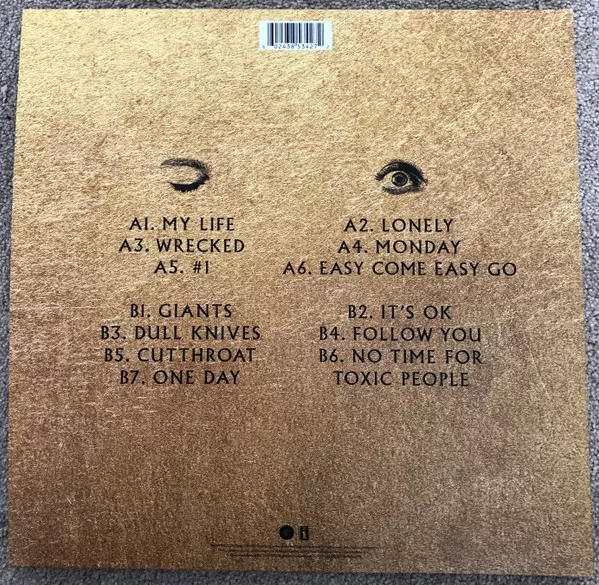 A1. MY LIFE
A2. LONELY
A3. WRECKED
A4. MONDAY
A5. #1
A6. EASY COME EASY GO
B1. GIANTS
B2. IT'S OK
B3. DULL KNIVES
B4. FOLLOW YOU
B5. CUTTHROAT
B6. NO TIME FOR
B7. ONE DAY
TOXIC PEOPLE